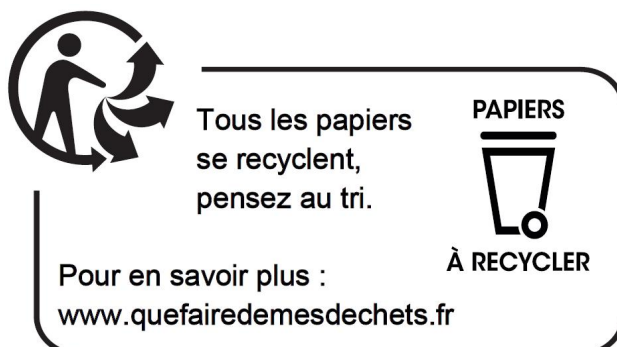 Tous les papiers
se recyclent,
pensez au tri.
PAPIERS
À RECYCLER
Pour en savoir plus :
www.quefairedemesdechets.fr